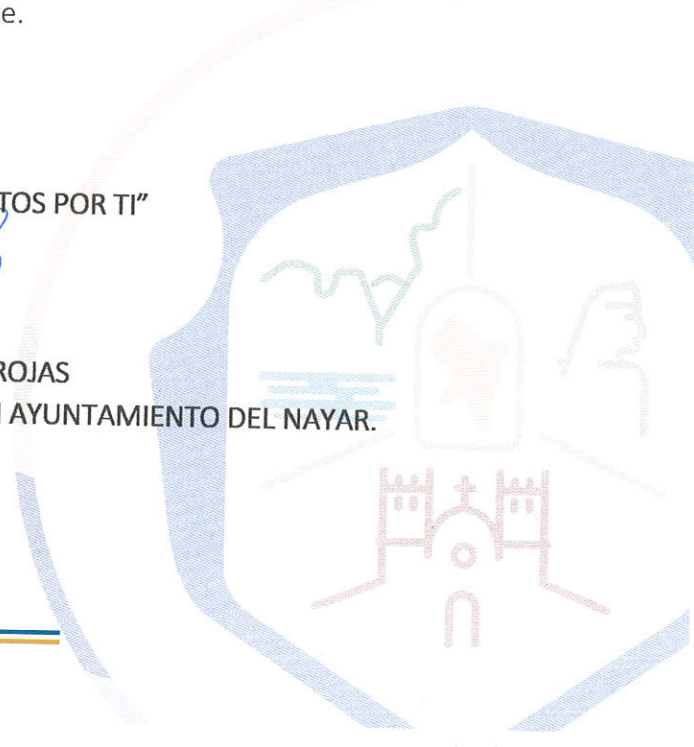 e.
TOS POR TI”
ROJAS
AYUNTAMIENTO DEL NAYAR.